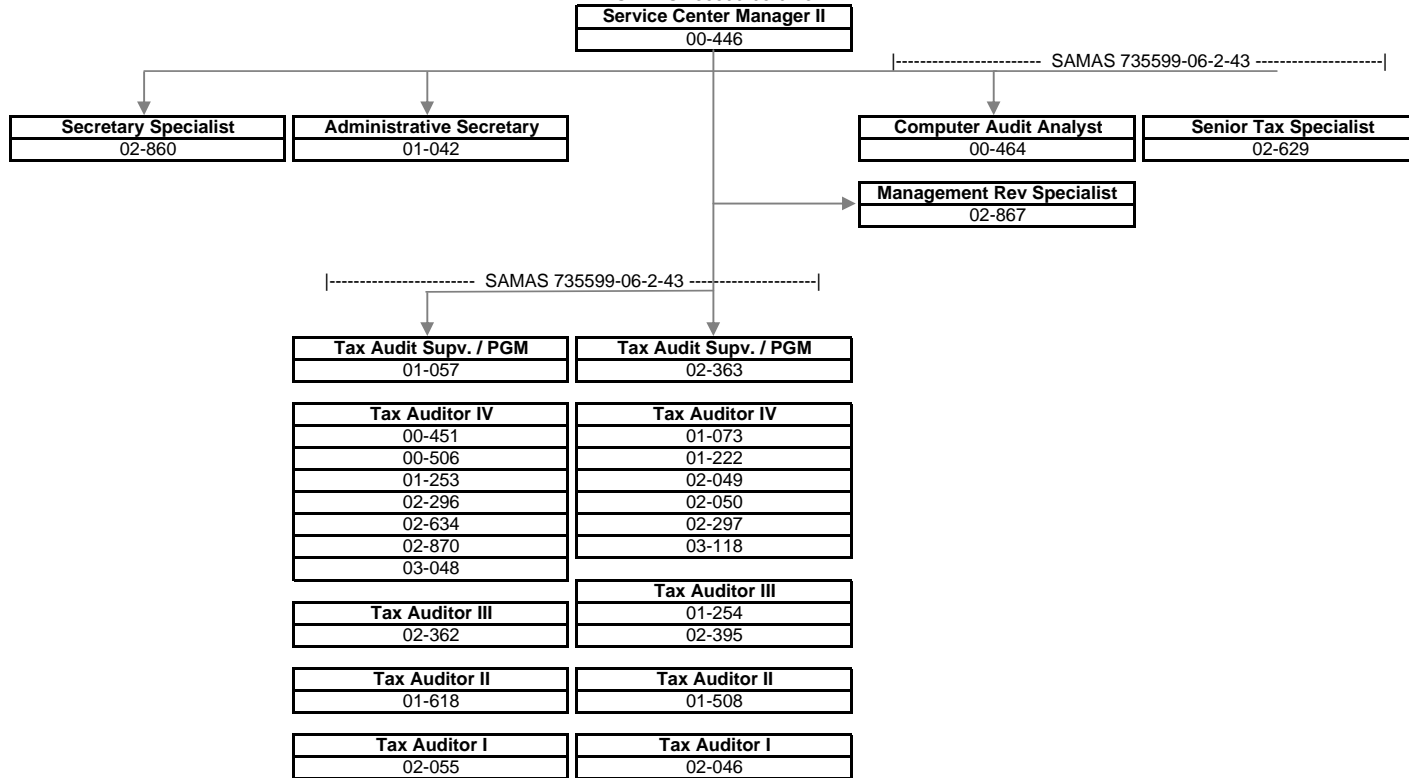 Service Center Manager II
00-446
|----------------------- SAMAS 735599-06-2-43 --------------------|
Secretary Specialist
02-860
Administrative Secretary
01-042
Computer Audit Analyst
00-464
Senior Tax Specialist
02-629
Management Rev Specialist
02-867
|----------------------- SAMAS 735599-06-2-43 --------------------|
Tax Audit Supv. / PGM
01-057
Tax Auditor IV
00-451
00-506
01-253
02-296
02-634
02-870
03-048
Tax Auditor III
02-362
Tax Auditor II
01-618
Tax Auditor I
02-055
Tax Audit Supv. / PGM
02-363
Tax Auditor IV
01-073
01-222
02-049
02-050
02-297
03-118
Tax Auditor III
01-254
02-395
Tax Auditor II
01-508
Tax Auditor I
02-046